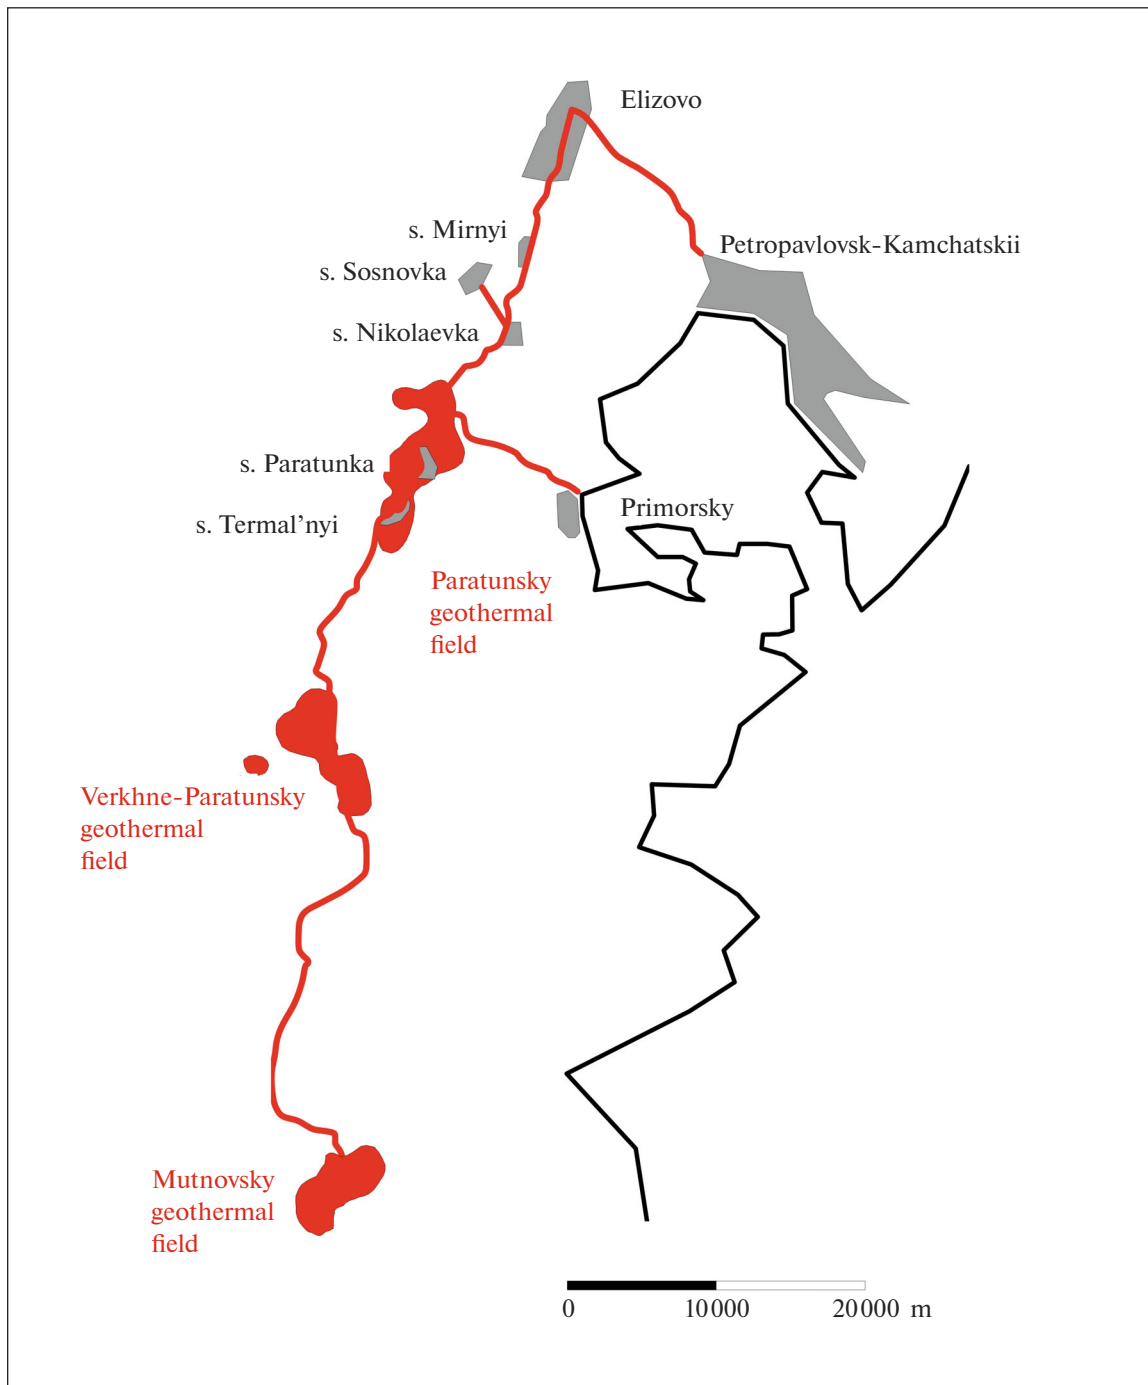 Elizovo
s. Mirnyi
Petropavlovsk-Kamchatskii
s. Sosnovka
s. Nikolaevka
s. Paratunka
Primorsky
s. Termal’nyi
Paratunsky
geothermal
field
Verkhne-Paratunsky
geothermal
field
Mutnovsky
geothermal
field
0 10000 20000 m